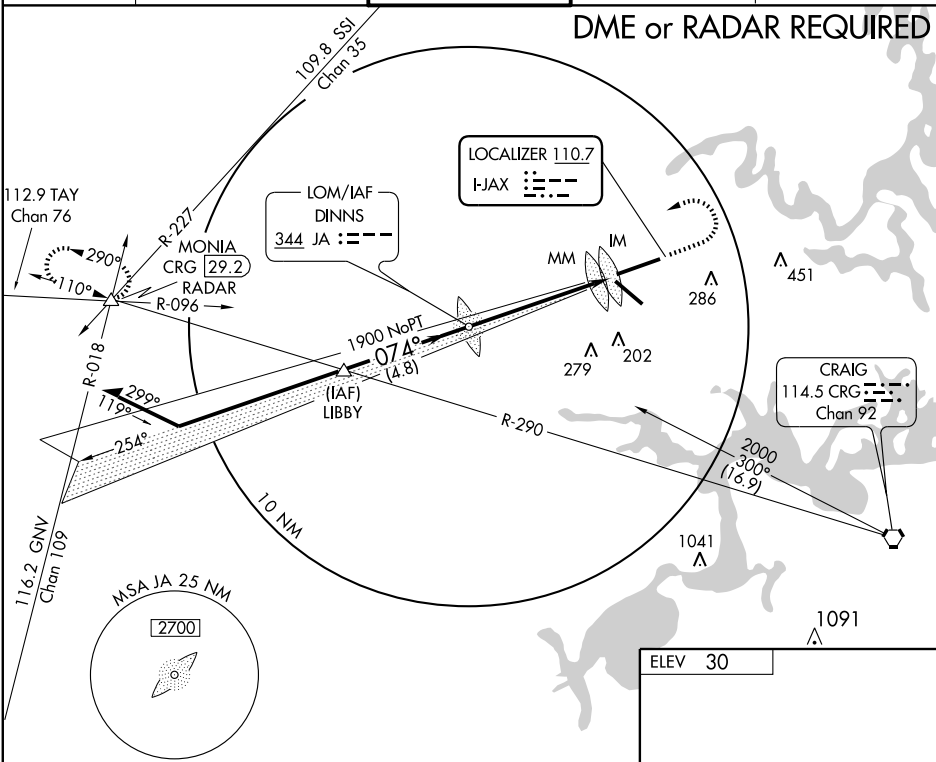 DME or RADAR REQUIRED
109.8 SSI
Chan 35
R-227
LOCALIZER 110.7
I-JAX
LOM/IAF
DINNS
344 JA
112.9 TAY
Chan 76
MONIA
CRG 29.2
RADAR
290°
110°
R-096
R-018
MM
IM
286
451
279
202
1900 NoPT
074°
(4.8)
(IAF)
LIBBY
299°
119°
254°
R-290
CRAIG
114.5 CRG
Chan 92
2000
300°
(16.9)
10 NM
116.2 GNV
Chan 109
1041
1091
MSA JA 25 NM
2700
ELEV 30